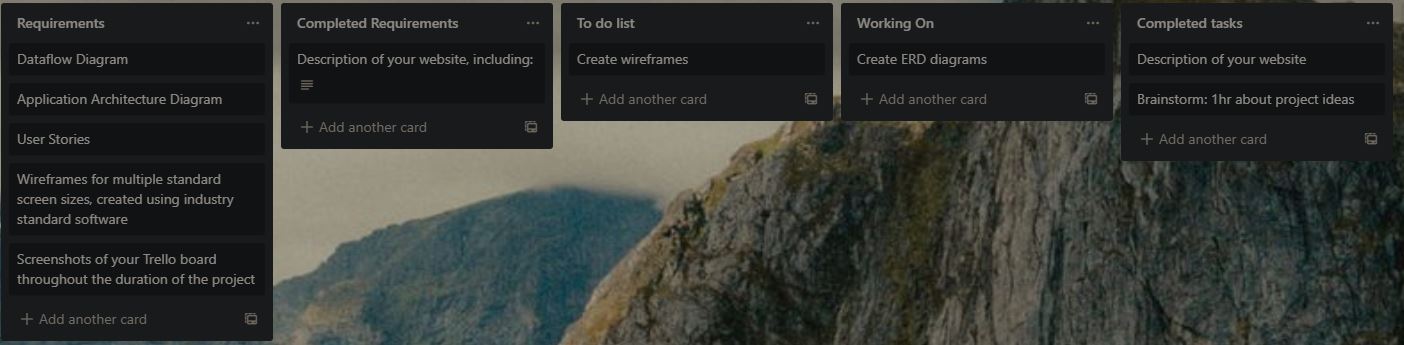 Requirements
Dataflow Diagram
Application Architecture Diagram
User Stories
Wireframes for multiple standard
screen sizes, created using industry
standard software
Screenshots of your Trello board
throughout the duration of the project
Add another card
Completed Requirements
Description of your website, including:
Add another card
To do list
Create wireframes
Add another card
Working On
Create ERD diagrams
Add another card
Completed tasks
Description of your website
Brainstorm: 1hr about project ideas
Add another card